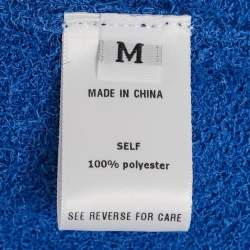 M
MADE IN CHINA
SELF
100% polyester
SEE REVERSE FOR CARE